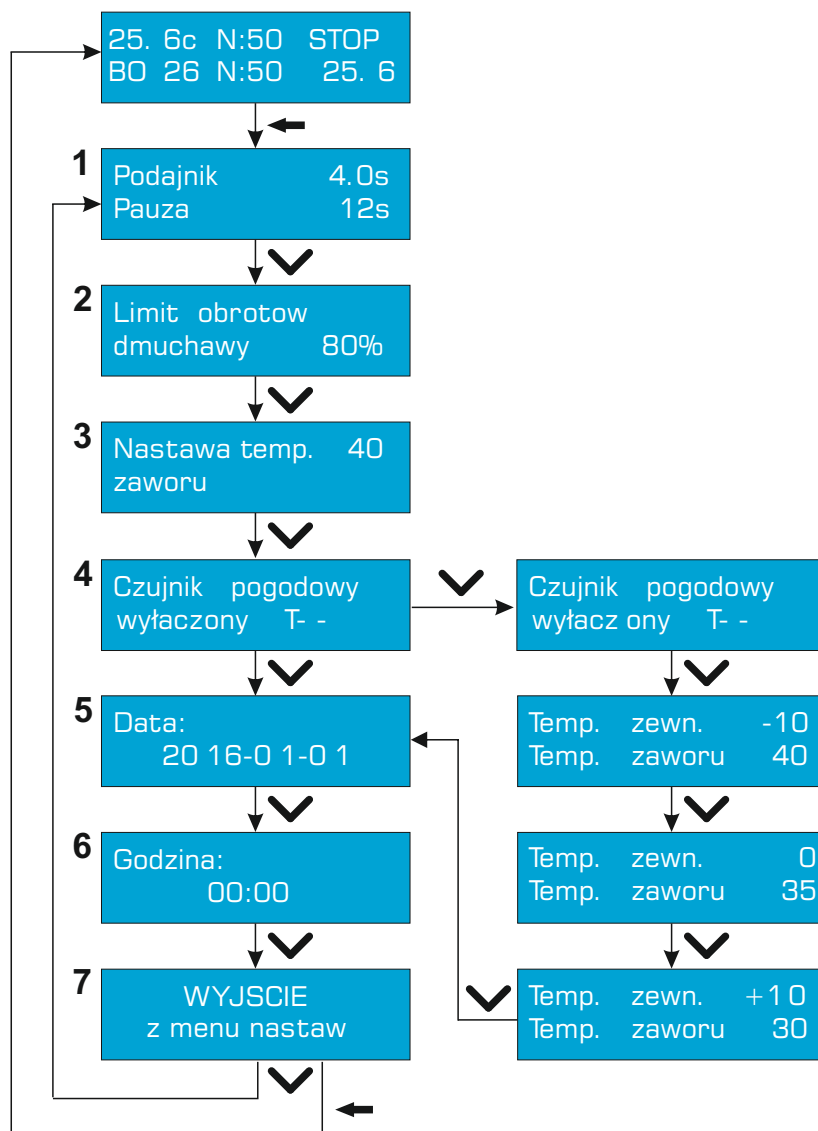 25. 6c N:50 STOP
BO 26 N:50 25. 6
1
Podajnik 4.0s
Pauza 12s
2
Limit obrotow
dmuchawy 80%
3
Nastawa temp. 40
zaworu
4
Czujnik pogodowy
wyłaczony T- -
Czujnik pogodowy
wyłacz ony T- -
5
Data:
20 16-0 1-0 1
Temp. zewn. -10
Temp. zaworu 40
6
Godzina:
00:00
Temp. zewn. 0
Temp. zaworu 35
7
WYJSCIE
z menu nastaw
Temp. zewn. +10
Temp. zaworu 30